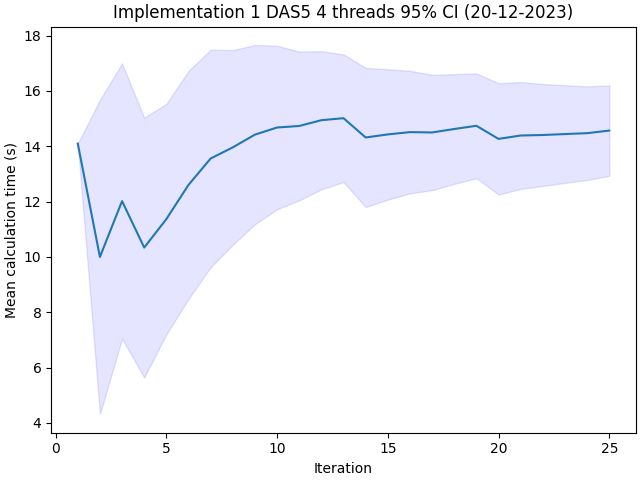 Implementation 1 DAS5 4 threads 95% CI (20-12-2023)
18
16
14
12
10
8
6
4
Mean calculation time (s)
0 5 10 15 20 25
Iteration